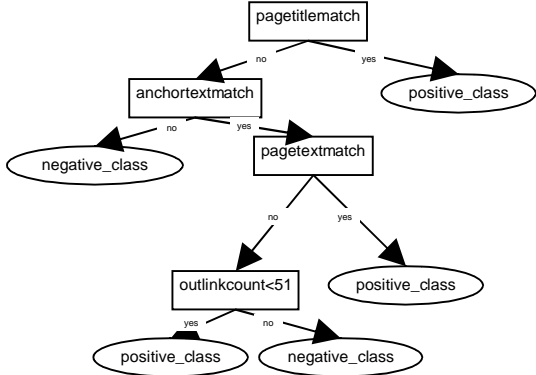 pagetitlematch
no
yes
anchortextmatch
positive_class
no
yes
negative_class
pagetextmatch
no
yes
outlinkcount<51
positive_class
yes
no
positive_class
negative_class